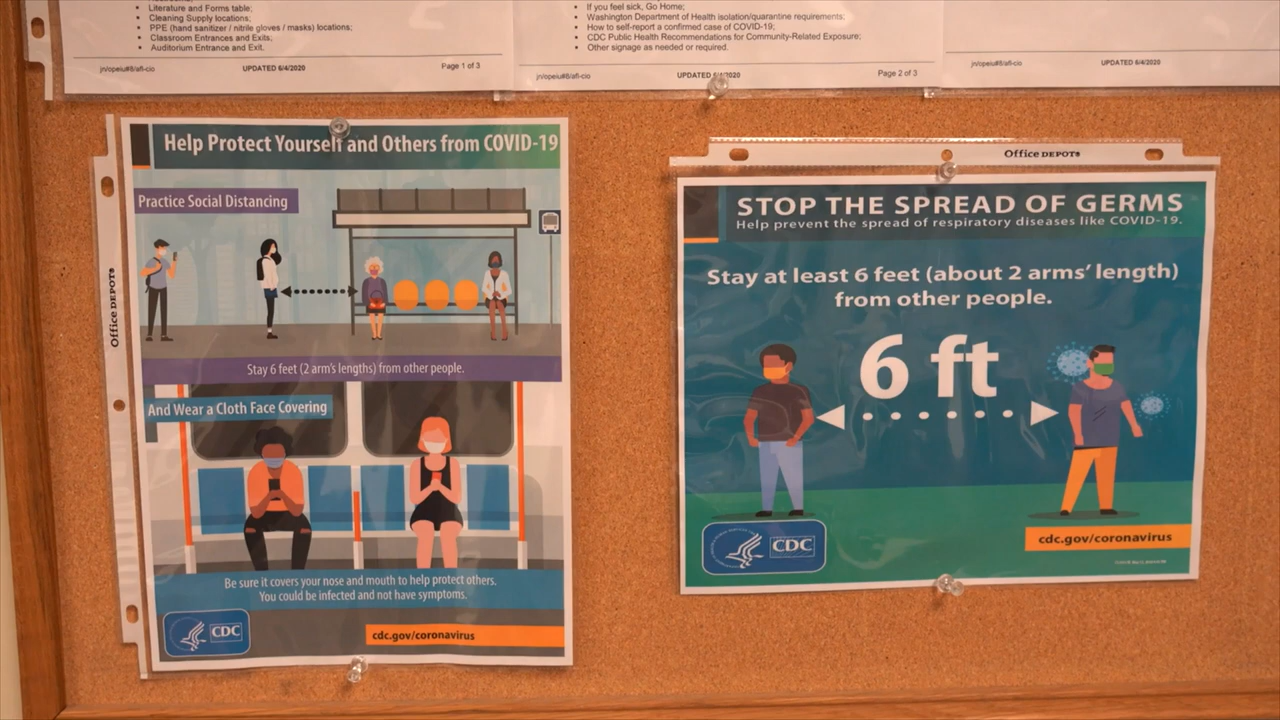 Literature and Forms table;
Cleaning Supply locations;
PPE (hand sanitizer / nitrile gloves / masks) locations;
Classroom Entrances and Exits;
Auditorium Entrance and Exit.
jn/opeiu#8/afl-cio UPDATED 6/4/2020 Page 1 of 3
If you feel sick, Go Home;
Washington Department of Health isolation/quarantine requirements;
How to self-report a confirmed case of COVID-19;
CDC Public Health Recommendations for Community-Related Exposure;
Other signage as needed or required.
jn/opeiu#8/afl-cio UPDATED 6/4/2020 Page 2 of 3
jn/opeiu#8/afl-cio UPDATED 6/4/2020
Office DEPOT
Help Protect Yourself and Others from COVID-19
Practice Social Distancing
Stay 6 feet (2 arm's lengths) from other people.
And Wear a Cloth Face Covering
Be sure it covers your nose and mouth to help protect others.
You could be infected and not have symptoms.
CDC
cdc.gov/coronavirus
Office DEPOT
STOP THE SPREAD OF GERMS
Help prevent the spread of respiratory diseases like COVID-19.
Stay at least 6 feet (about 2 arms' length)
from other people.
6 ft
CDC
cdc.gov/coronavirus